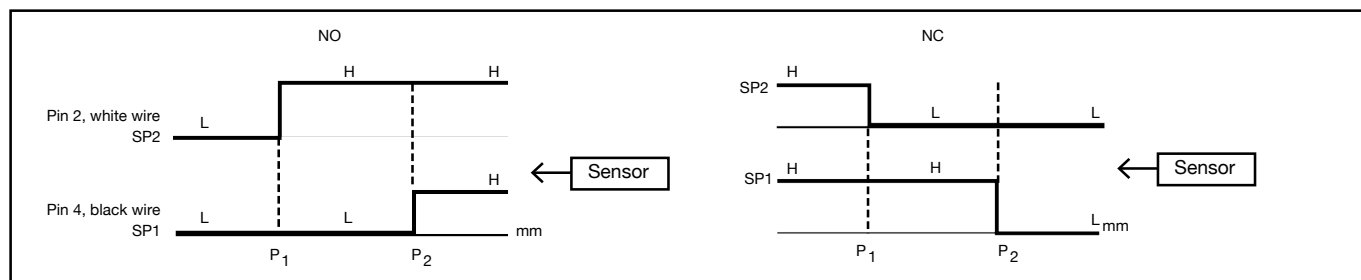 NO
H H
Pin 2, white wire L
SP2
Sensor
H
Pin 4, black wire L L
SP1 mm
P1 P2
NC
H
SP2
L L
Sensor
H H
SP1
L mm
P1 P2